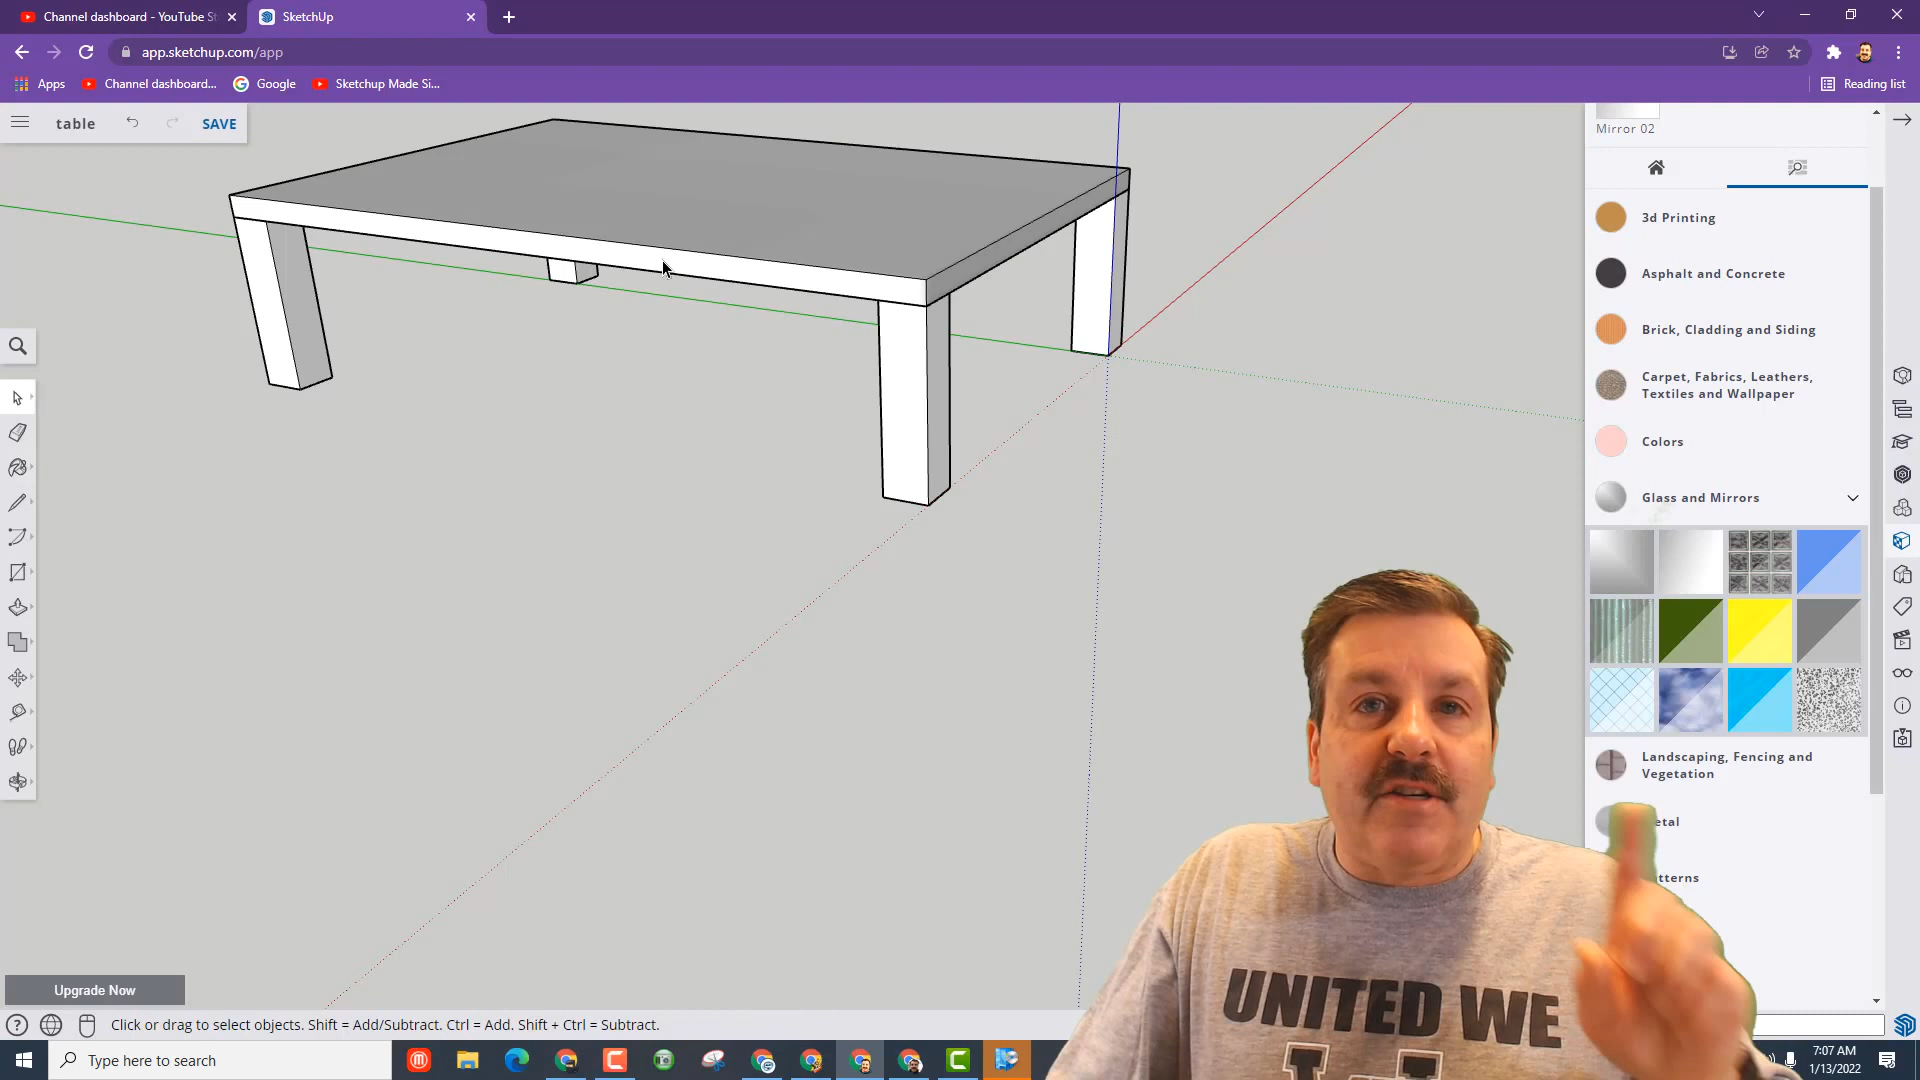 Channel dashboard - YouTube St
SketchUp
app.sketchup.com/app
Apps
Channel dashboard...
Google
Sketchup Made Si...
Reading list
table
SAVE
Mirror 02
3d Printing
Asphalt and Concrete
Brick, Cladding and Siding
Carpet, Fabrics, Leathers,
Textiles and Wallpaper
Colors
Glass and Mirrors
Landscaping, Fencing and
Vegetation
etal
tterns
Upgrade Now
UNITED WE
Click or drag to select objects. Shift = Add/Subtract. Ctrl = Add. Shift + Ctrl = Subtract.
Type here to search
7:07 AM
1/13/2022